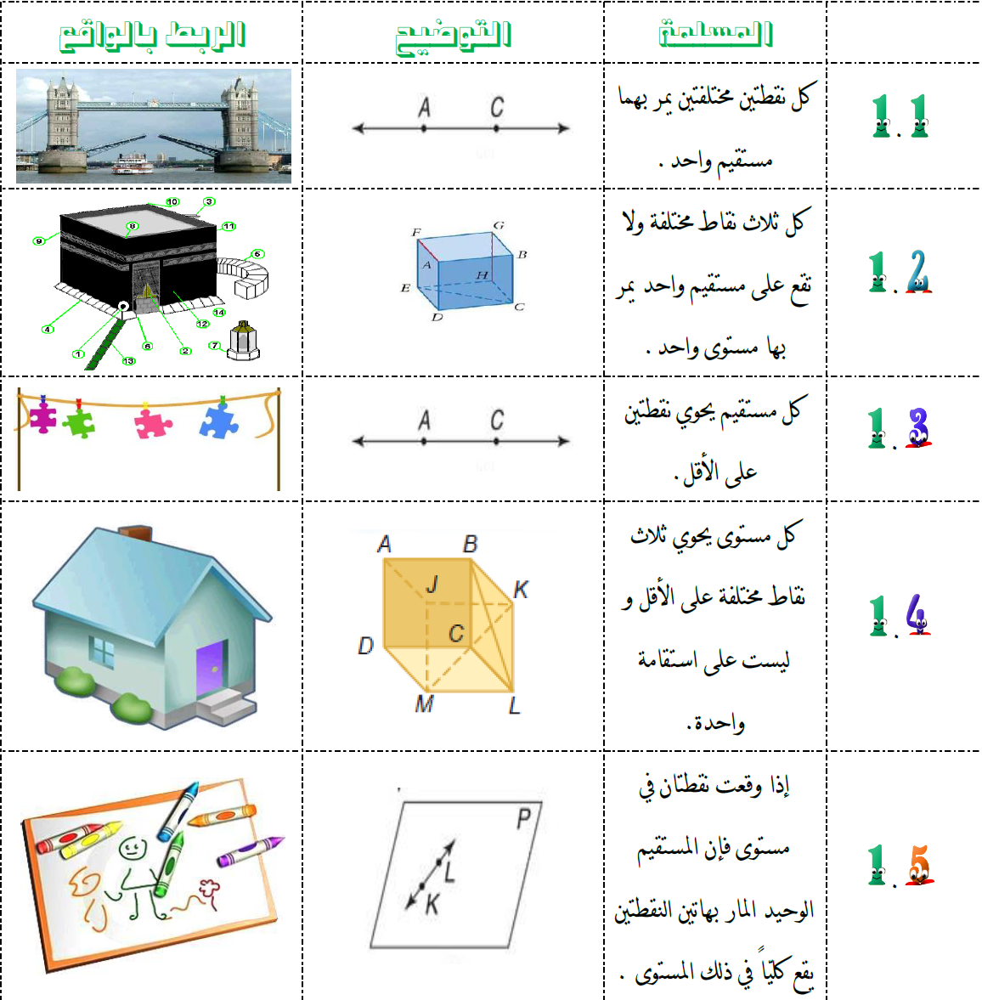 المسلمة التوضيح الربط بالواقع
1.1
كل نقطتين مختلفتين يمر بهما
مستقيم واحد .
A C
1.2
كل ثلاث نقاط مختلفة ولا
تقع على مستقيم واحد يمر
بها مستوى واحد .
F G
A B
E H
D C
10 3
8 11
9
5
4 14
12
1 6 2 7
13
1.3
كل مستقيم يحوي نقطتين
على الأقل .
A C
1.4
كل مستوى يحوي ثلاث
نقاط مختلفة على الأقل و
ليست على استقامة
واحدة .
A B
J K
D C
M L
1.5
إذا وقعت نقطتان في
مستوى فإن المستقيم
الوحيد المار بهاتين النقطتين
يقع كليّاً في ذلك المستوى .
P
L
K